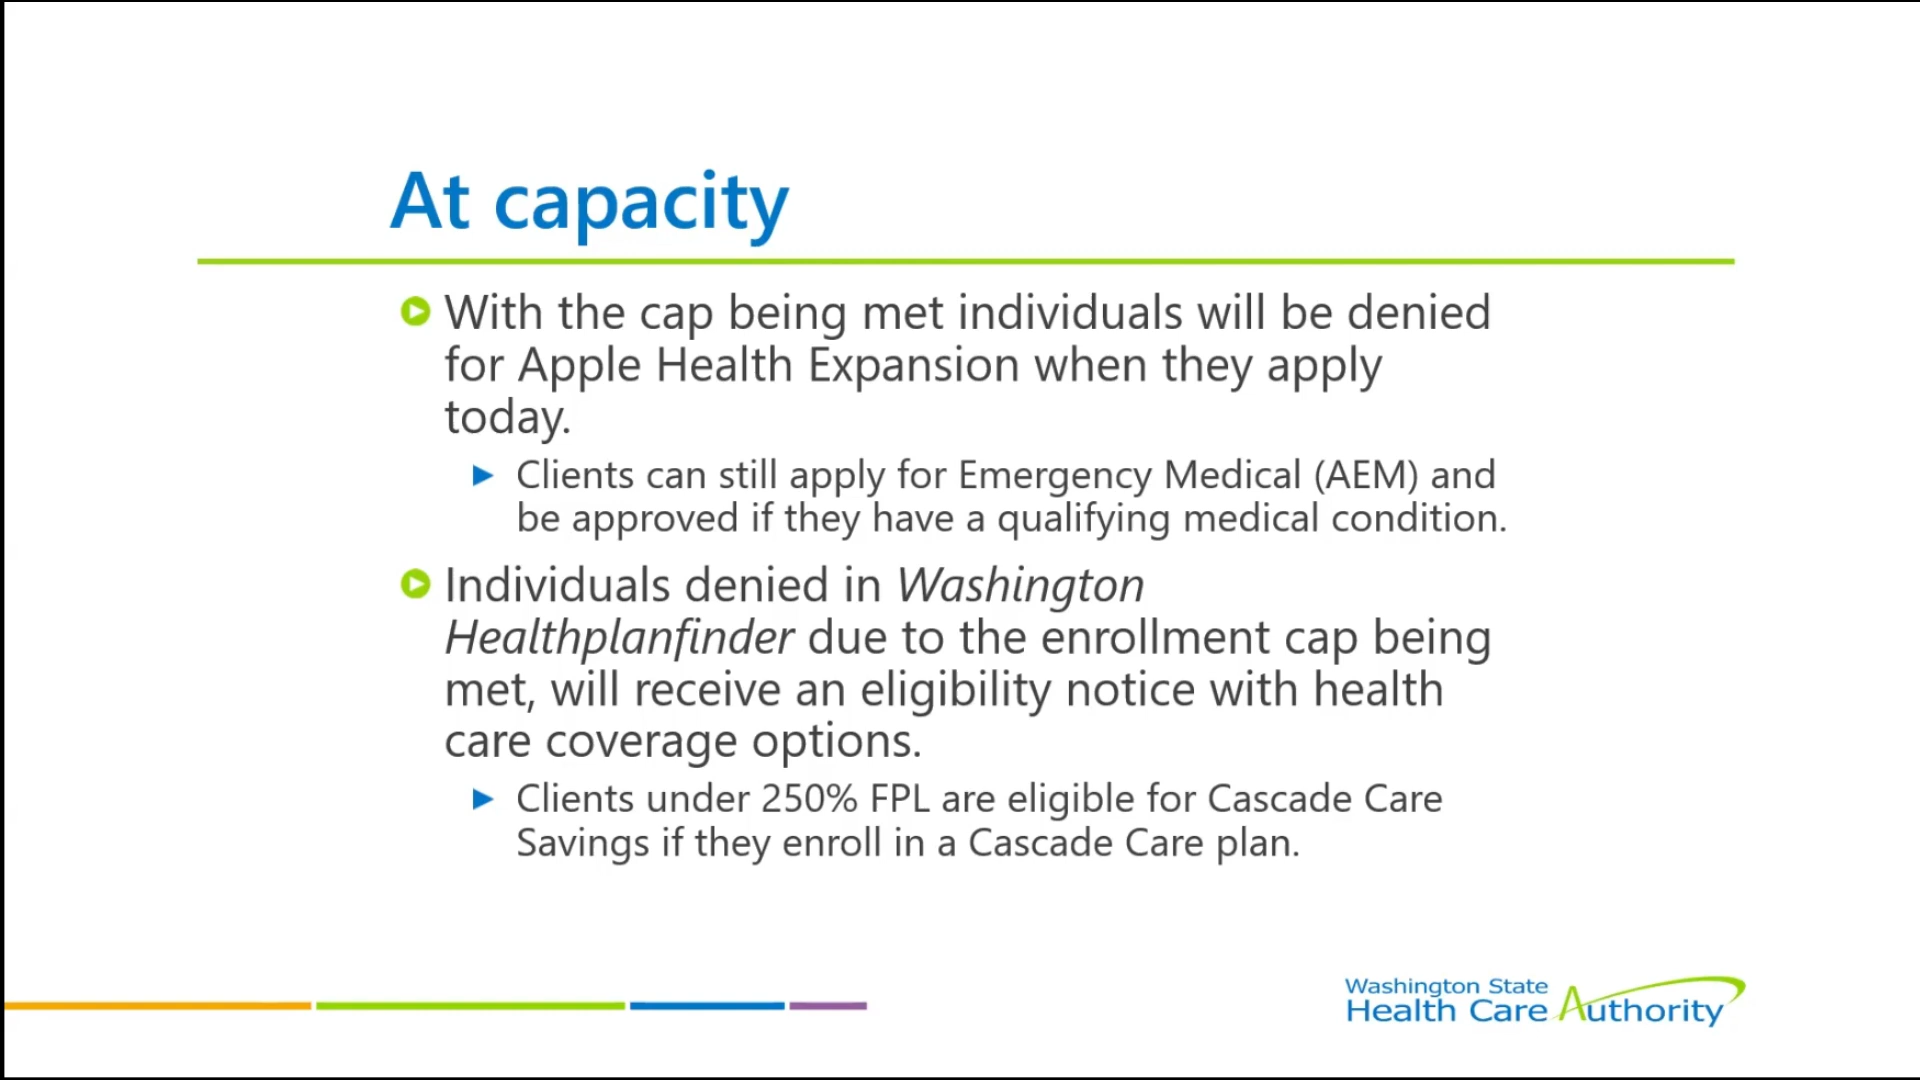 At capacity
With the cap being met individuals will be denied
for Apple Health Expansion when they apply
today.
Clients can still apply for Emergency Medical (AEM) and
be approved if they have a qualifying medical condition.
Individuals denied in Washington
Healthplanfinder due to the enrollment cap being
met, will receive an eligibility notice with health
care coverage options.
Clients under 250% FPL are eligible for Cascade Care
Savings if they enroll in a Cascade Care plan.
Washington State
Health Care Authority